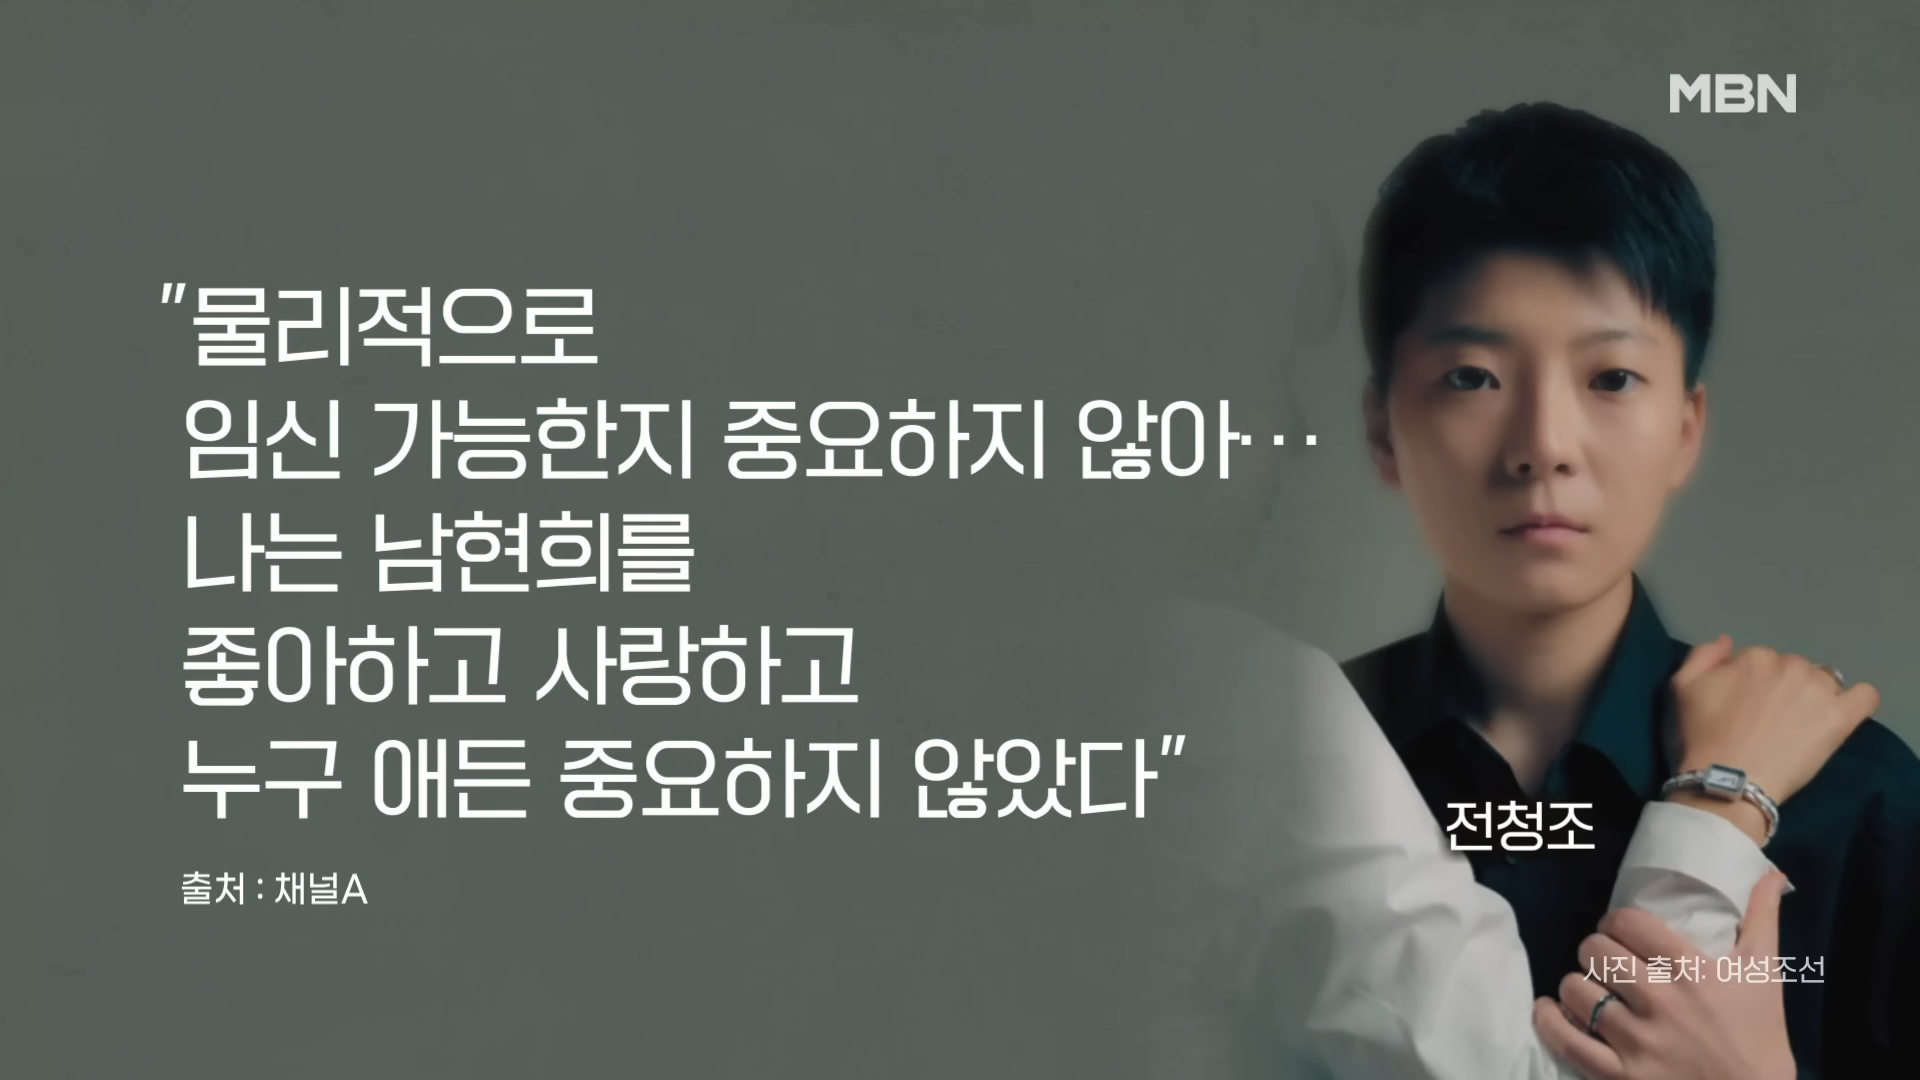 MBN
"물리적으로
임신 가능한지 중요하지 않아…
나는 남현희를
좋아하고 사랑하고
누구 애든 중요하지 않았다"
출처 : 채널A
전청조
사진 출처: 여성조선